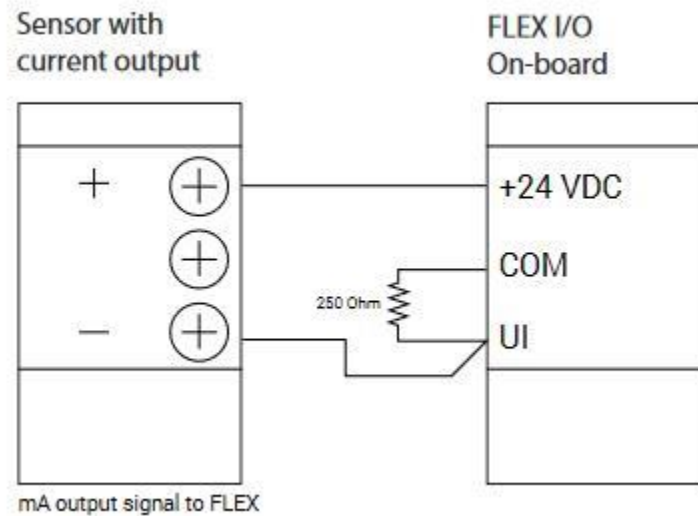 Sensor with
current output
FLEX I/O
On-board
+
+24 VDC
COM
250 Ohm
—
UI
mA output signal to FLEX